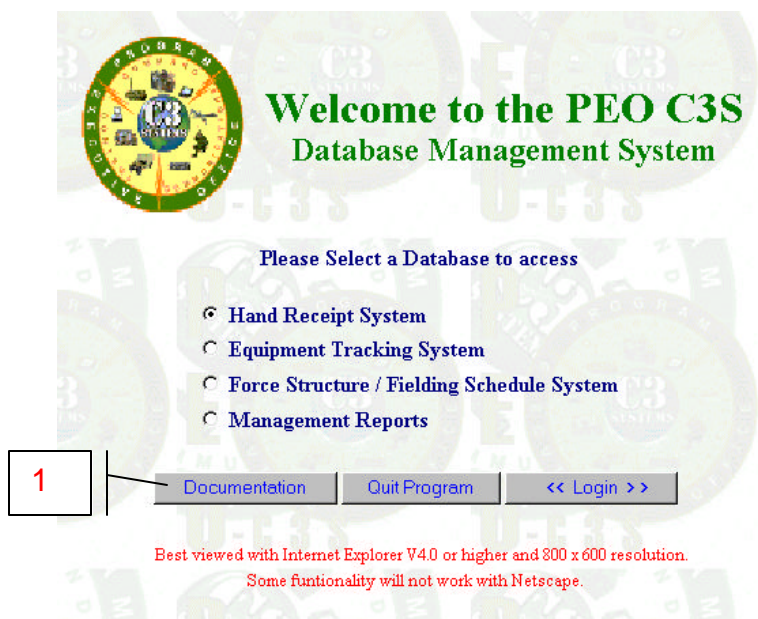 C3
SYSTEMS
Welcome to the PEO C3S
Database Management System
Please Select a Database to access
Hand Receipt System
Equipment Tracking System
Force Structure / Fielding Schedule System
Management Reports
1
Documentation
Quit Program
<< Login >>
Best viewed with Internet Explorer V4.0 or higher and 800 x 600 resolution.
Some funtionality will not work with Netscape.